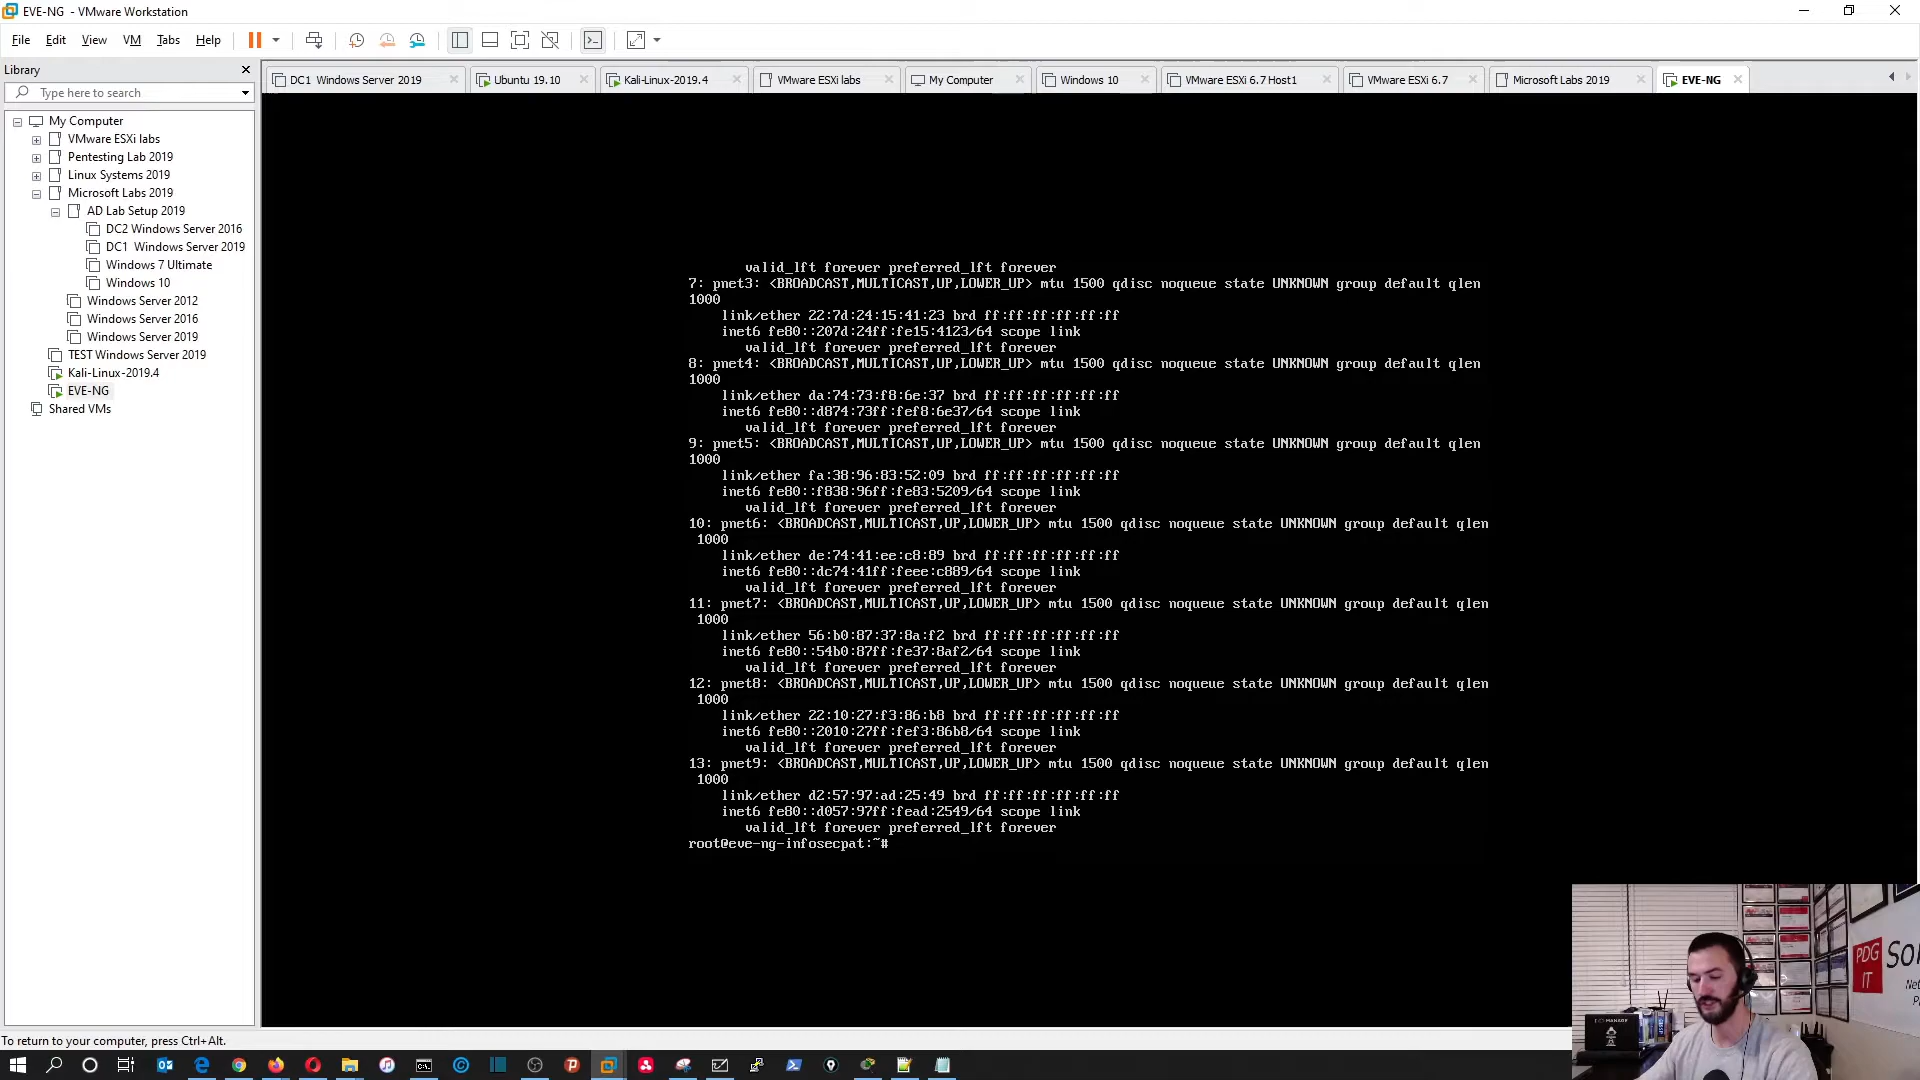 EVE-NG - VMware Workstation
File Edit View VM Tabs Help
Library
Type here to search
My Computer
VMware ESXi labs
Pentesting Lab 2019
Linux Systems 2019
Microsoft Labs 2019
AD Lab Setup 2019
DC2 Windows Server 2016
DC1 Windows Server 2019
Windows 7 Ultimate
Windows 10
Windows Server 2012
Windows Server 2016
Windows Server 2019
TEST Windows Server 2019
Kali-Linux-2019.4
EVE-NG
Shared VMs
DC1 Windows Server 2019 Ubuntu 19.10 Kali-Linux-2019.4 VMware ESXi labs My Computer Windows 10 VMware ESXi 6.7 Host1 VMware ESXi 6.7 Microsoft Labs 2019 EVE-NG
valid_lft forever preferred_lft forever
7: pnet3: <BROADCAST,MULTICAST,UP,LOWER_UP> mtu 1500 qdisc noqueue state UNKNOWN group default qlen
1000
link/ether 22:7d:24:15:41:23 brd ff:ff:ff:ff:ff:ff
inet6 fe80::207d:24ff:fe15:4123/64 scope link
valid_lft forever preferred_lft forever
8: pnet4: <BROADCAST,MULTICAST,UP,LOWER_UP> mtu 1500 qdisc noqueue state UNKNOWN group default qlen
1000
link/ether da:74:73:f8:6e:37 brd ff:ff:ff:ff:ff:ff
inet6 fe80::d874:73ff:fef8:6e37/64 scope link
valid_lft forever preferred_lft forever
9: pnet5: <BROADCAST,MULTICAST,UP,LOWER_UP> mtu 1500 qdisc noqueue state UNKNOWN group default qlen
1000
link/ether fa:38:96:83:52:09 brd ff:ff:ff:ff:ff:ff
inet6 fe80::f838:96ff:fe83:5209/64 scope link
valid_lft forever preferred_lft forever
10: pnet6: <BROADCAST,MULTICAST,UP,LOWER_UP> mtu 1500 qdisc noqueue state UNKNOWN group default qlen
1000
link/ether de:74:41:ee:c8:89 brd ff:ff:ff:ff:ff:ff
inet6 fe80::dc74:41ff:feee:c889/64 scope link
valid_lft forever preferred_lft forever
11: pnet7: <BROADCAST,MULTICAST,UP,LOWER_UP> mtu 1500 qdisc noqueue state UNKNOWN group default qlen
1000
link/ether 56:b0:87:37:8a:f2 brd ff:ff:ff:ff:ff:ff
inet6 fe80::54b0:87ff:fe37:8af2/64 scope link
valid_lft forever preferred_lft forever
12: pnet8: <BROADCAST,MULTICAST,UP,LOWER_UP> mtu 1500 qdisc noqueue state UNKNOWN group default qlen
1000
link/ether 22:10:27:f3:86:b8 brd ff:ff:ff:ff:ff:ff
inet6 fe80::2010:27ff:fef3:86b8/64 scope link
valid_lft forever preferred_lft forever
13: pnet9: <BROADCAST,MULTICAST,UP,LOWER_UP> mtu 1500 qdisc noqueue state UNKNOWN group default qlen
1000
link/ether d2:57:97:ad:25:49 brd ff:ff:ff:ff:ff:ff
inet6 fe80::d057:97ff:fead:2549/64 scope link
valid_lft forever preferred_lft forever
root@eve-ng-infosecpat:~#
PDG
IT
To return to your computer, press Ctrl+Alt.